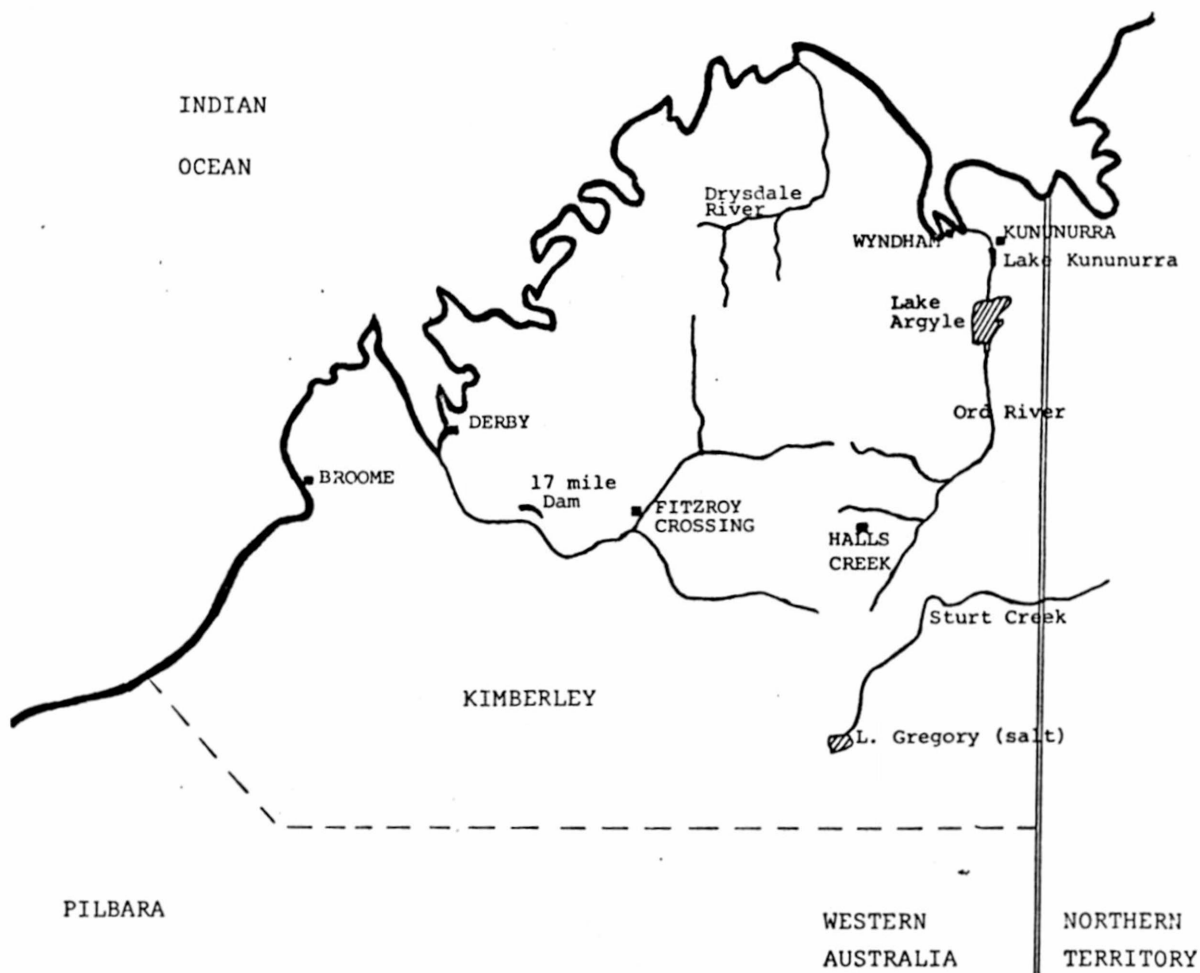 INDIAN
OCEAN
Drysdale
River
WYNDHAM
KUNUNURRA
Lake Kununurra
Lake
Argyle
Ord River
DERBY
BROOME
17 mile
Dam
FITZROY
CROSSING
HALLS
CREEK
Sturt Creek
KIMBERLEY
L. Gregory (salt)
PILBARA
WESTERN
AUSTRALIA
NORTHERN
TERRITORY